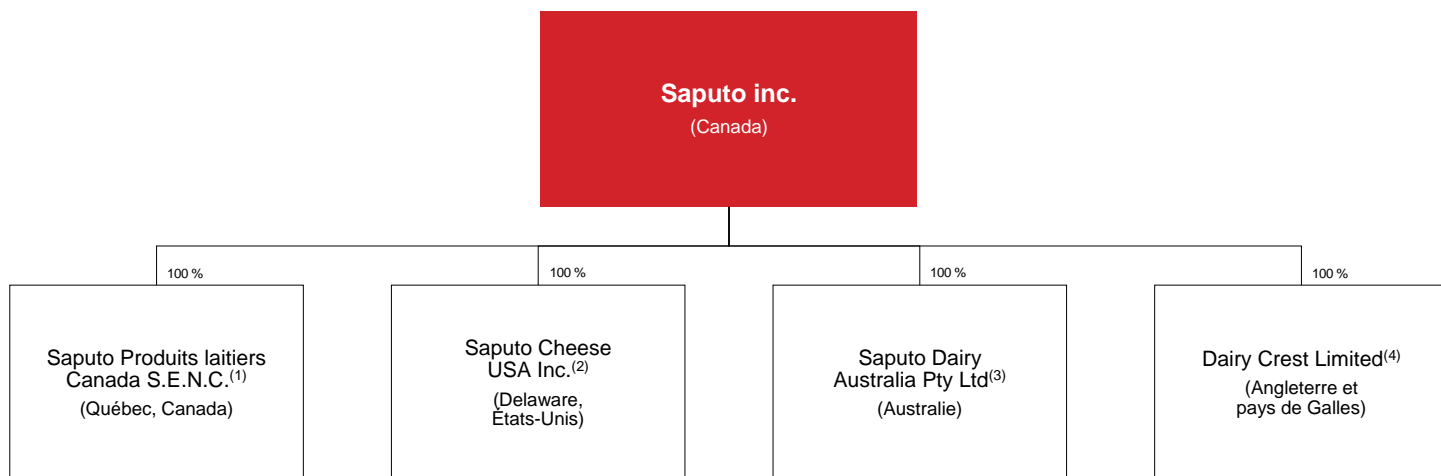 Saputo inc.
(Canada)
100 %
100 %
100 %
100 %
Saputo Produits laitiers
Canada S.E.N.C.(1)
(Québec, Canada)
Saputo Cheese
USA Inc.(2)
(Delaware,
États-Unis)
Saputo Dairy
Australia Pty Ltd(3)
(Australie)
Dairy Crest Limited(4)
(Angleterre et
pays de Galles)